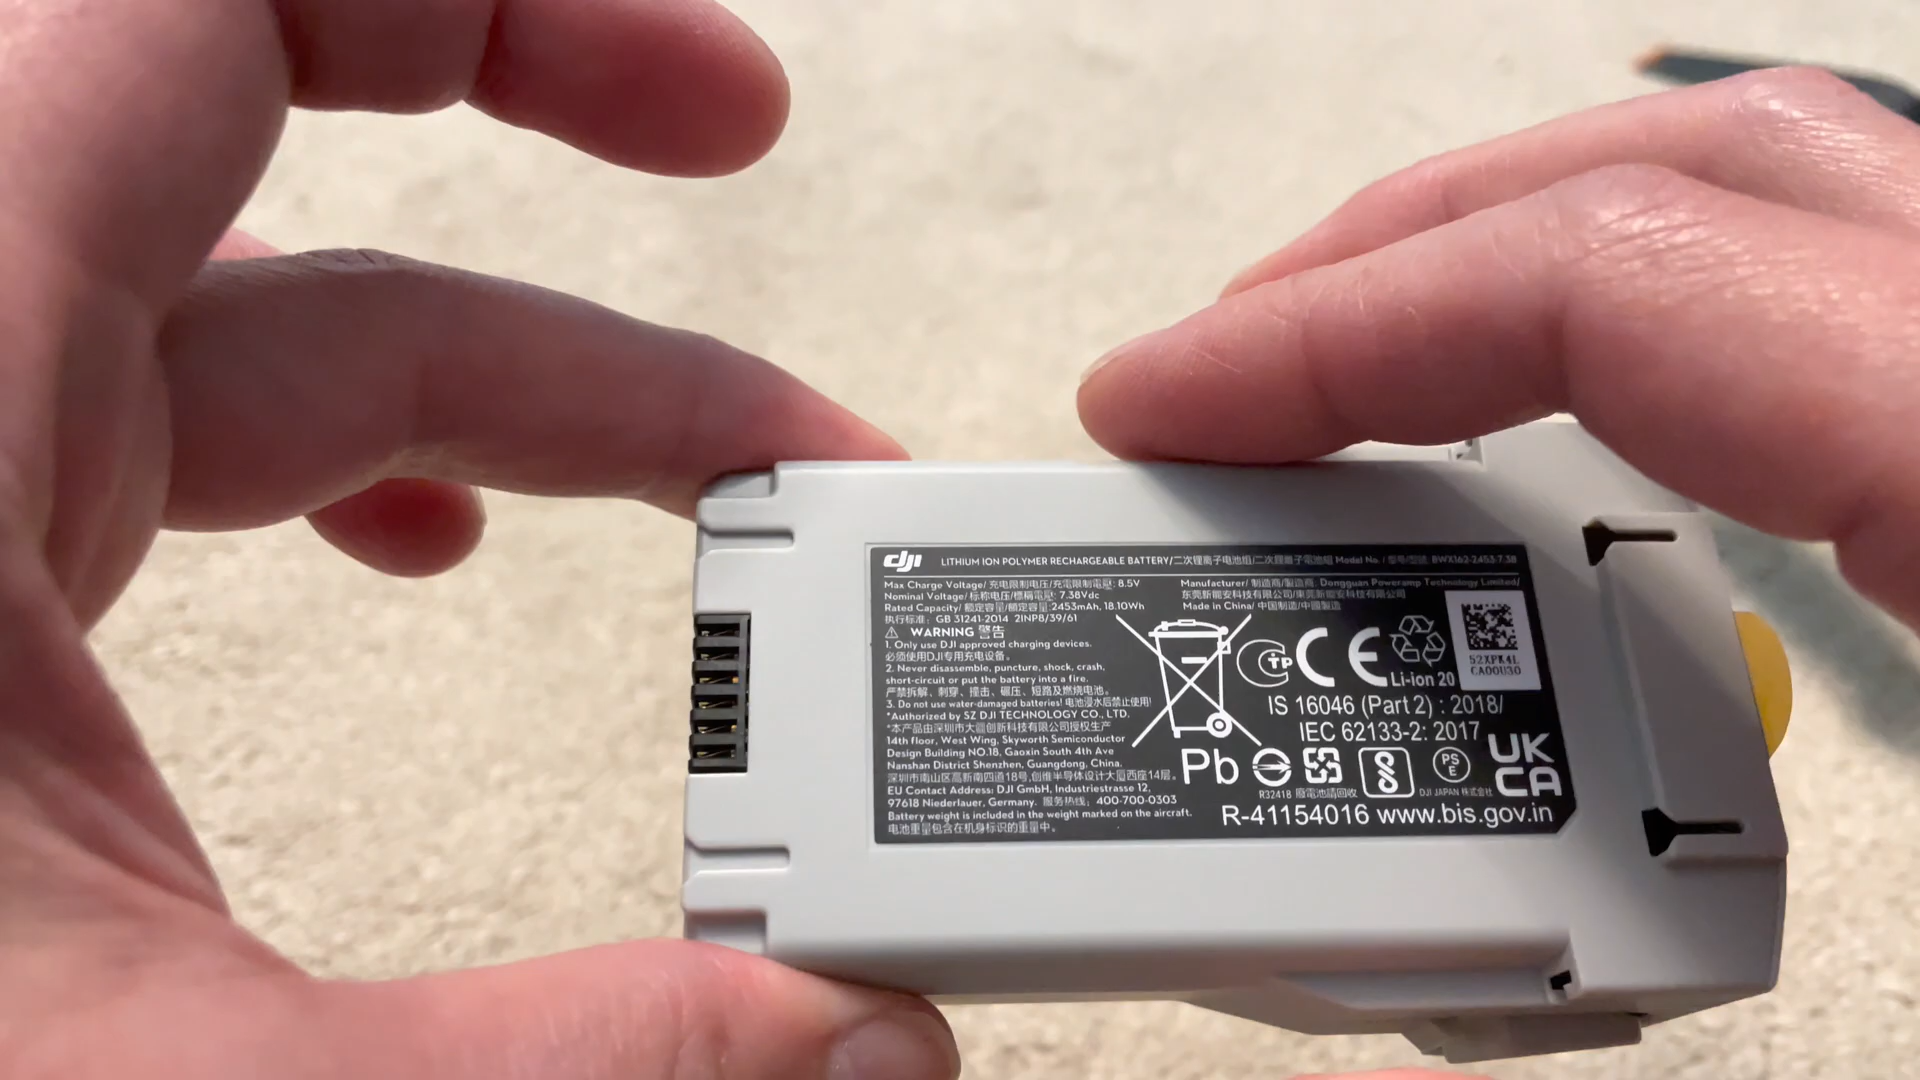 dji LITHIUM ION POLYMER RECHARGEABLE BATTERY/二次锂离子电池组/二次鋰離子電池組 Model No. / 型号/型號: BWX162-2453-7.38
Max Charge Voltage/ 充电限制电压/充電限制電壓: 8.5V
Nominal Voltage/ 标称电压/標稱電壓: 7.38Vdc
Rated Capacity/ 额定容量/額定容量:2453mAh, 18.10Wh
执行标准: GB 31241-2014 2INP8/39/61
WARNING 警告
1. Only use DJI approved charging devices.
必须使用DJI专用充电设备。
2. Never disassemble, puncture, shock, crash,
short-circuit or put the battery into a fire.
严禁拆解、刺穿、撞击、碾压、短路及燃烧电池。
3. Do not use water-damaged batteries! 电池浸水后禁止使用!
*Authorized by SZ DJI TECHNOLOGY CO., LTD.
*本产品由深圳市大疆创新科技有限公司授权生产
14th floor, West Wing, Skyworth Semiconductor
Design Building NO.18, Gaoxin South 4th Ave
Nanshan District Shenzhen, Guangdong, China.
深圳市南山区高新南四道18号,创维半导体设计大厦西座14层。
EU Contact Address: DJI GmbH, Industriestrasse 12,
97618 Niederlauer, Germany. 服务热线: 400-700-0303
Battery weight is included in the weight marked on the aircraft.
电池重量包含在机身标识的重量中。
Manufacturer/ 制造商/製造商: Dongguan Poweramp Technology Limited/
东莞新能安科技有限公司/東莞新能安科技有限公司
Made in China/ 中国制造/中國製造
CTP CE
Li-ion 20
52XPK4L
CA00U30
IS 16046 (Part 2) : 2018/
IEC 62133-2: 2017
Pb
R32418 廢電池請回收
PS
E
DJI JAPAN 株式会社
UK
CA
R-41154016 www.bis.gov.in